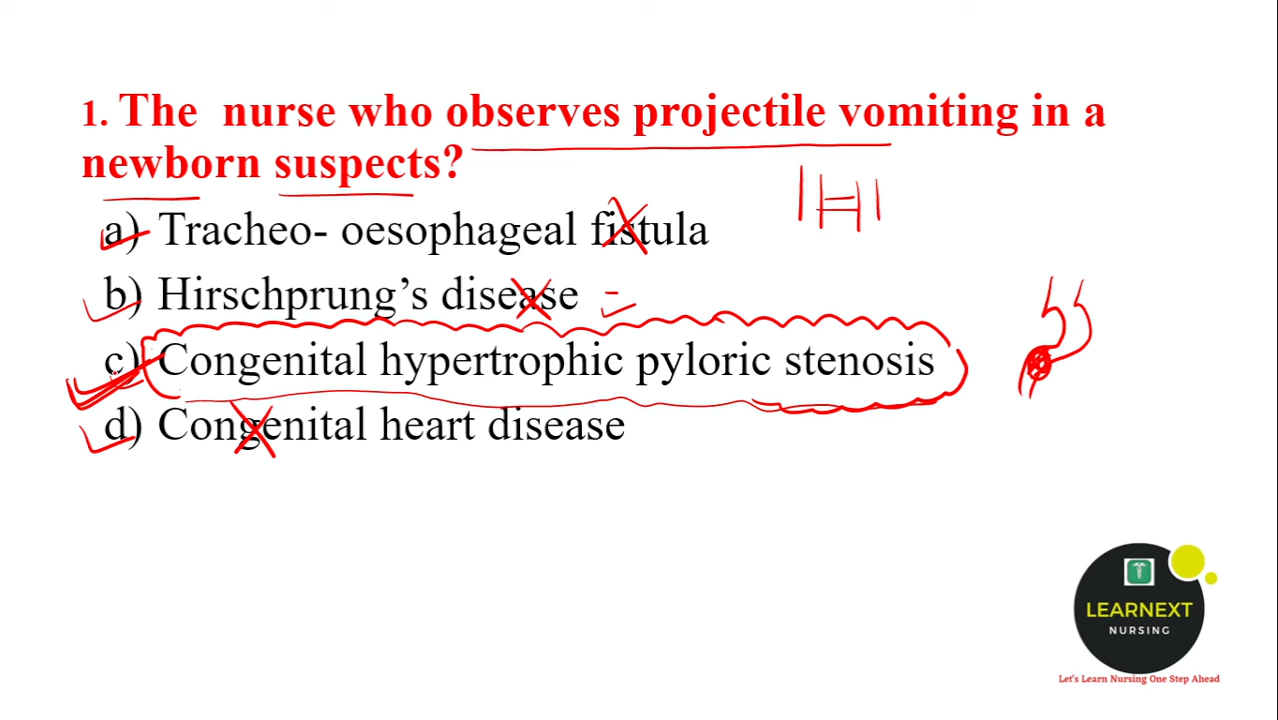 1. The nurse who observes projectile vomiting in a
newborn suspects?
a) Tracheo- oesophageal fistula
b) Hirschprung’s disease
c) Congenital hypertrophic pyloric stenosis
d) Congenital heart disease
LEARNEXT
NURSING
Let's Learn Nursing One Step Ahead